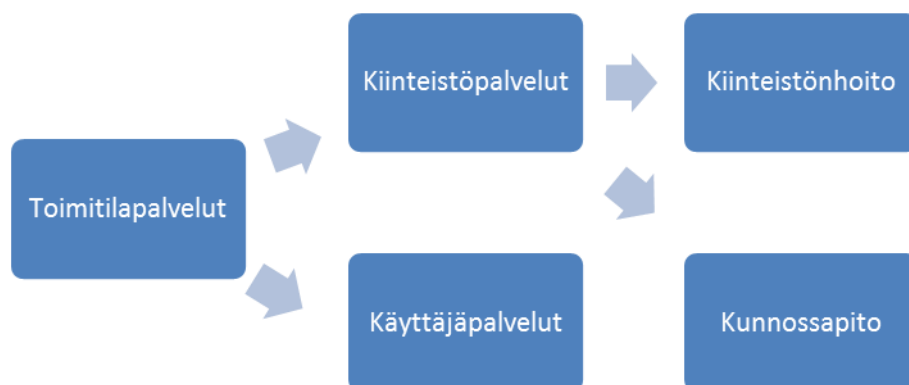 Toimitilapalvelut
Kiinteistöpalvelut
Kiinteistönhoito
Käyttäjäpalvelut
Kunnossapito